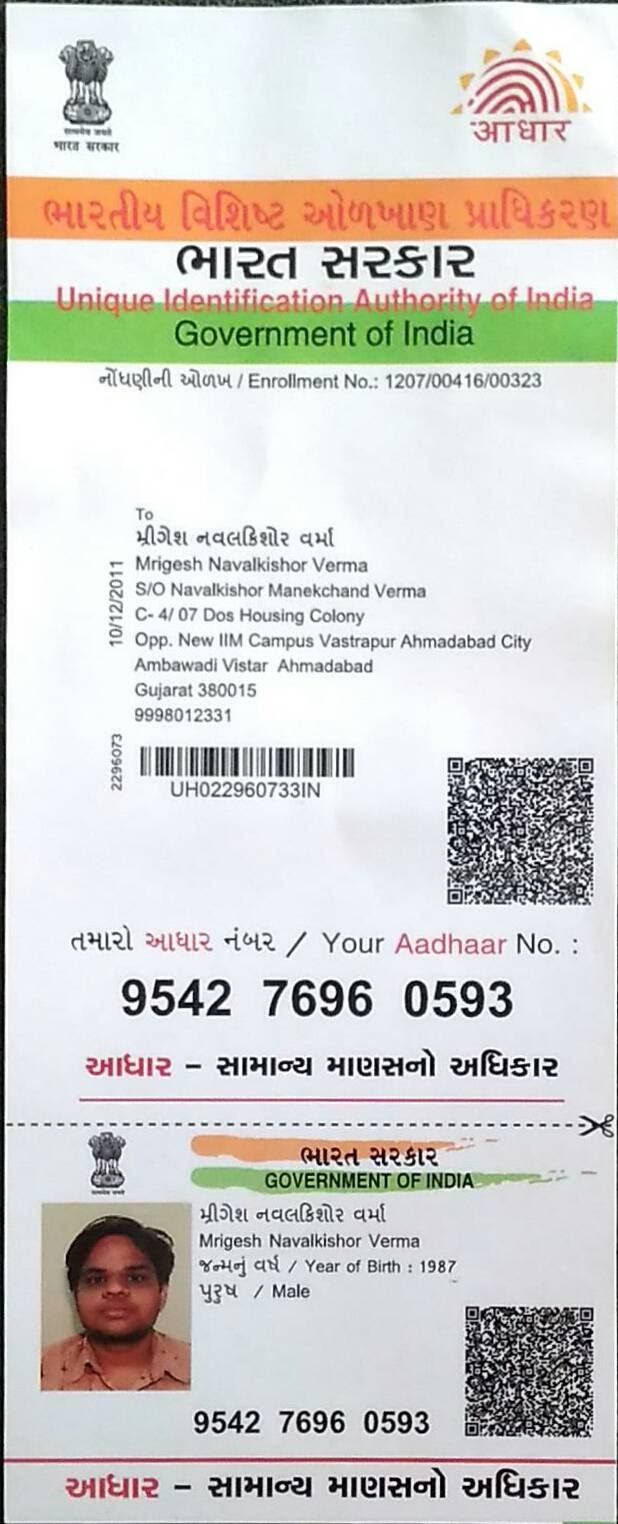 सत्यमेव जयते
भारत सरकार
आधार
ભારતીય વિશિષ્ટ ઓળખાણ પ્રાધિકરણ
ભારત સરકાર
Unique Identification Authority of India
Government of India
નોંધણીની ઓળખ / Enrollment No.: 1207/00416/00323
To
મ્રીગેશ નવલકિશોર વર્મા
Mrigesh Navalkishor Verma
S/O Navalkishor Manekchand Verma
C- 4/ 07 Dos Housing Colony
Opp. New IIM Campus Vastrapur Ahmadabad City
Ambawadi Vistar Ahmadabad
Gujarat 380015
9998012331
10/12/2011
2296073
UH022960733IN
તમારો આધાર નંબર / Your Aadhaar No. :
9542 7696 0593
આધાર – સામાન્ય માણસનો અધિકાર
ભારત સરકાર
GOVERNMENT OF INDIA
મ્રીગેશ નવલકિશોર વર્મા
Mrigesh Navalkishor Verma
જન્મનું વર્ષ / Year of Birth : 1987
પુરુષ / Male
9542 7696 0593
આધાર – સામાન્ય માણસનો અધિકાર